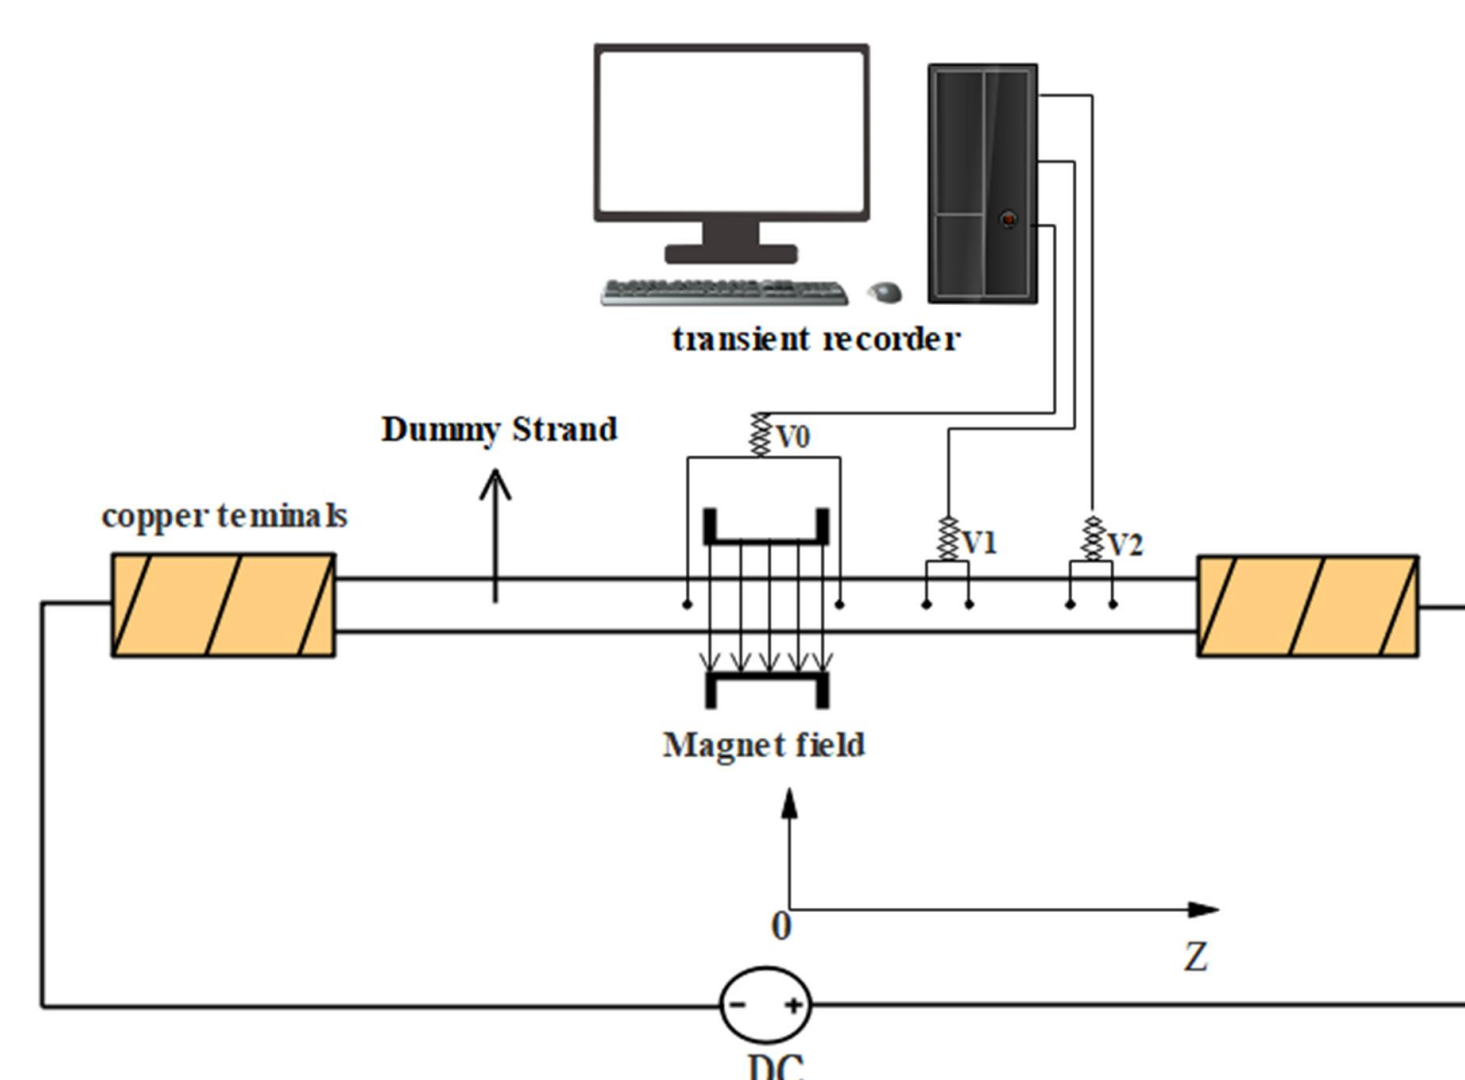 transient recorder
Dummy Strand
V0
copper teminals
V1
V2
Magnet field
0
Z
- +
DC